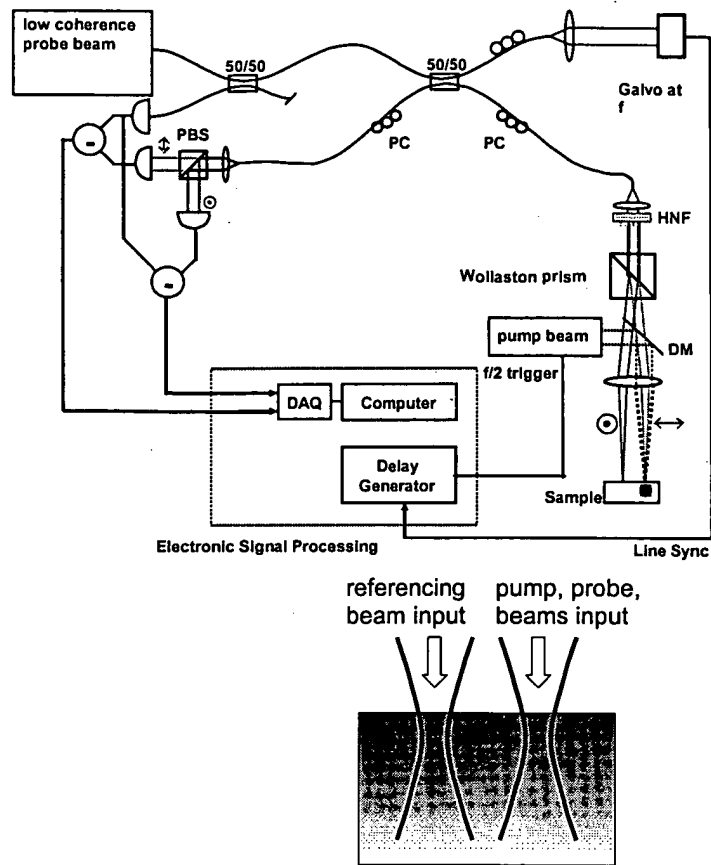 low coherence
probe beam
50/50
50/50
Galvo at
f
PBS
PC
PC
-
-
HNF
Wollaston prism
pump beam
DM
f/2 trigger
DAQ
Computer
Delay
Generator
Sample
Electronic Signal Processing
Line Sync
referencing
beam input
pump, probe,
beams input